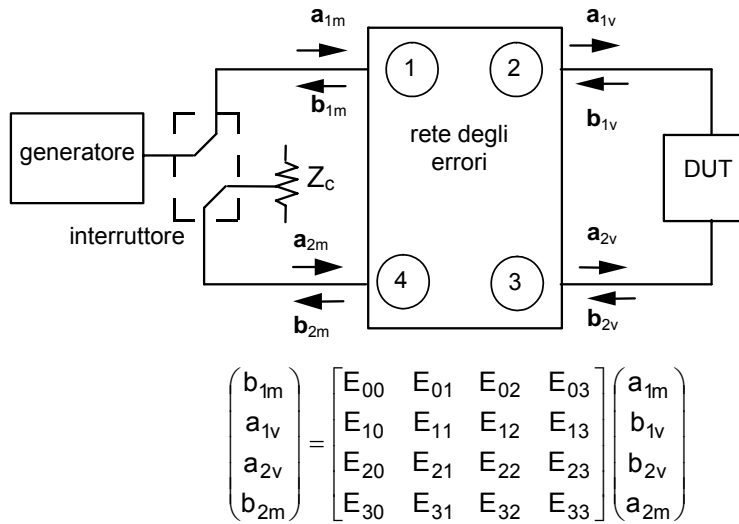 a1m
a1v
1
2
b1m
b1v
generatore
rete degli
errori
DUT
Zc
interruttore
a2m
a2v
4
3
b2m
b2v
b1m E00 E01 E02 E03 a1m
a1v = E10 E11 E12 E13 b1v
a2v E20 E21 E22 E23 b2v
b2m E30 E31 E32 E33 a2m